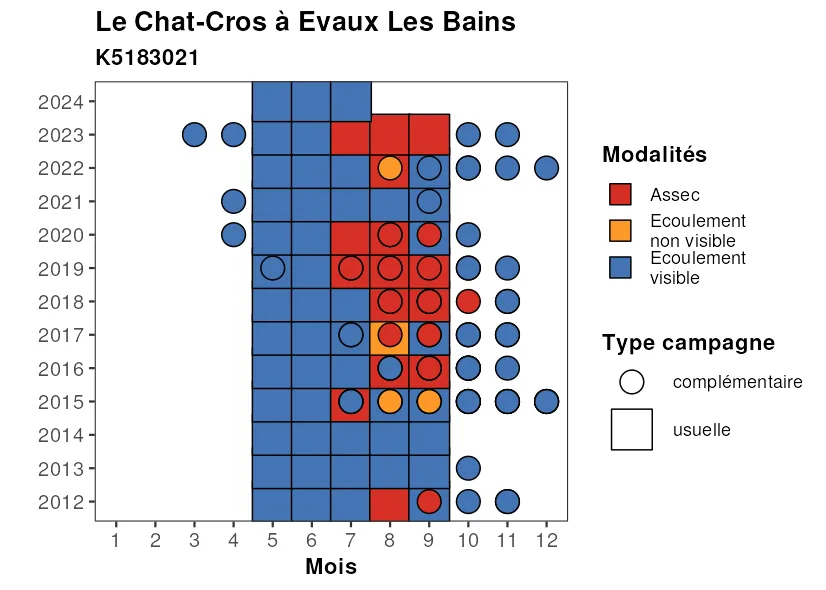 Le Chat-Cros à Evaux Les Bains
K5183021
2024
2023
2022
2021
2020
2019
2018
2017
2016
2015
2014
2013
2012
1 2 3 4 5 6 7 8 9 10 11 12
Mois
Modalités
Assec
Ecoulement
non visible
Ecoulement
visible
Type campagne
complémentaire
usuelle